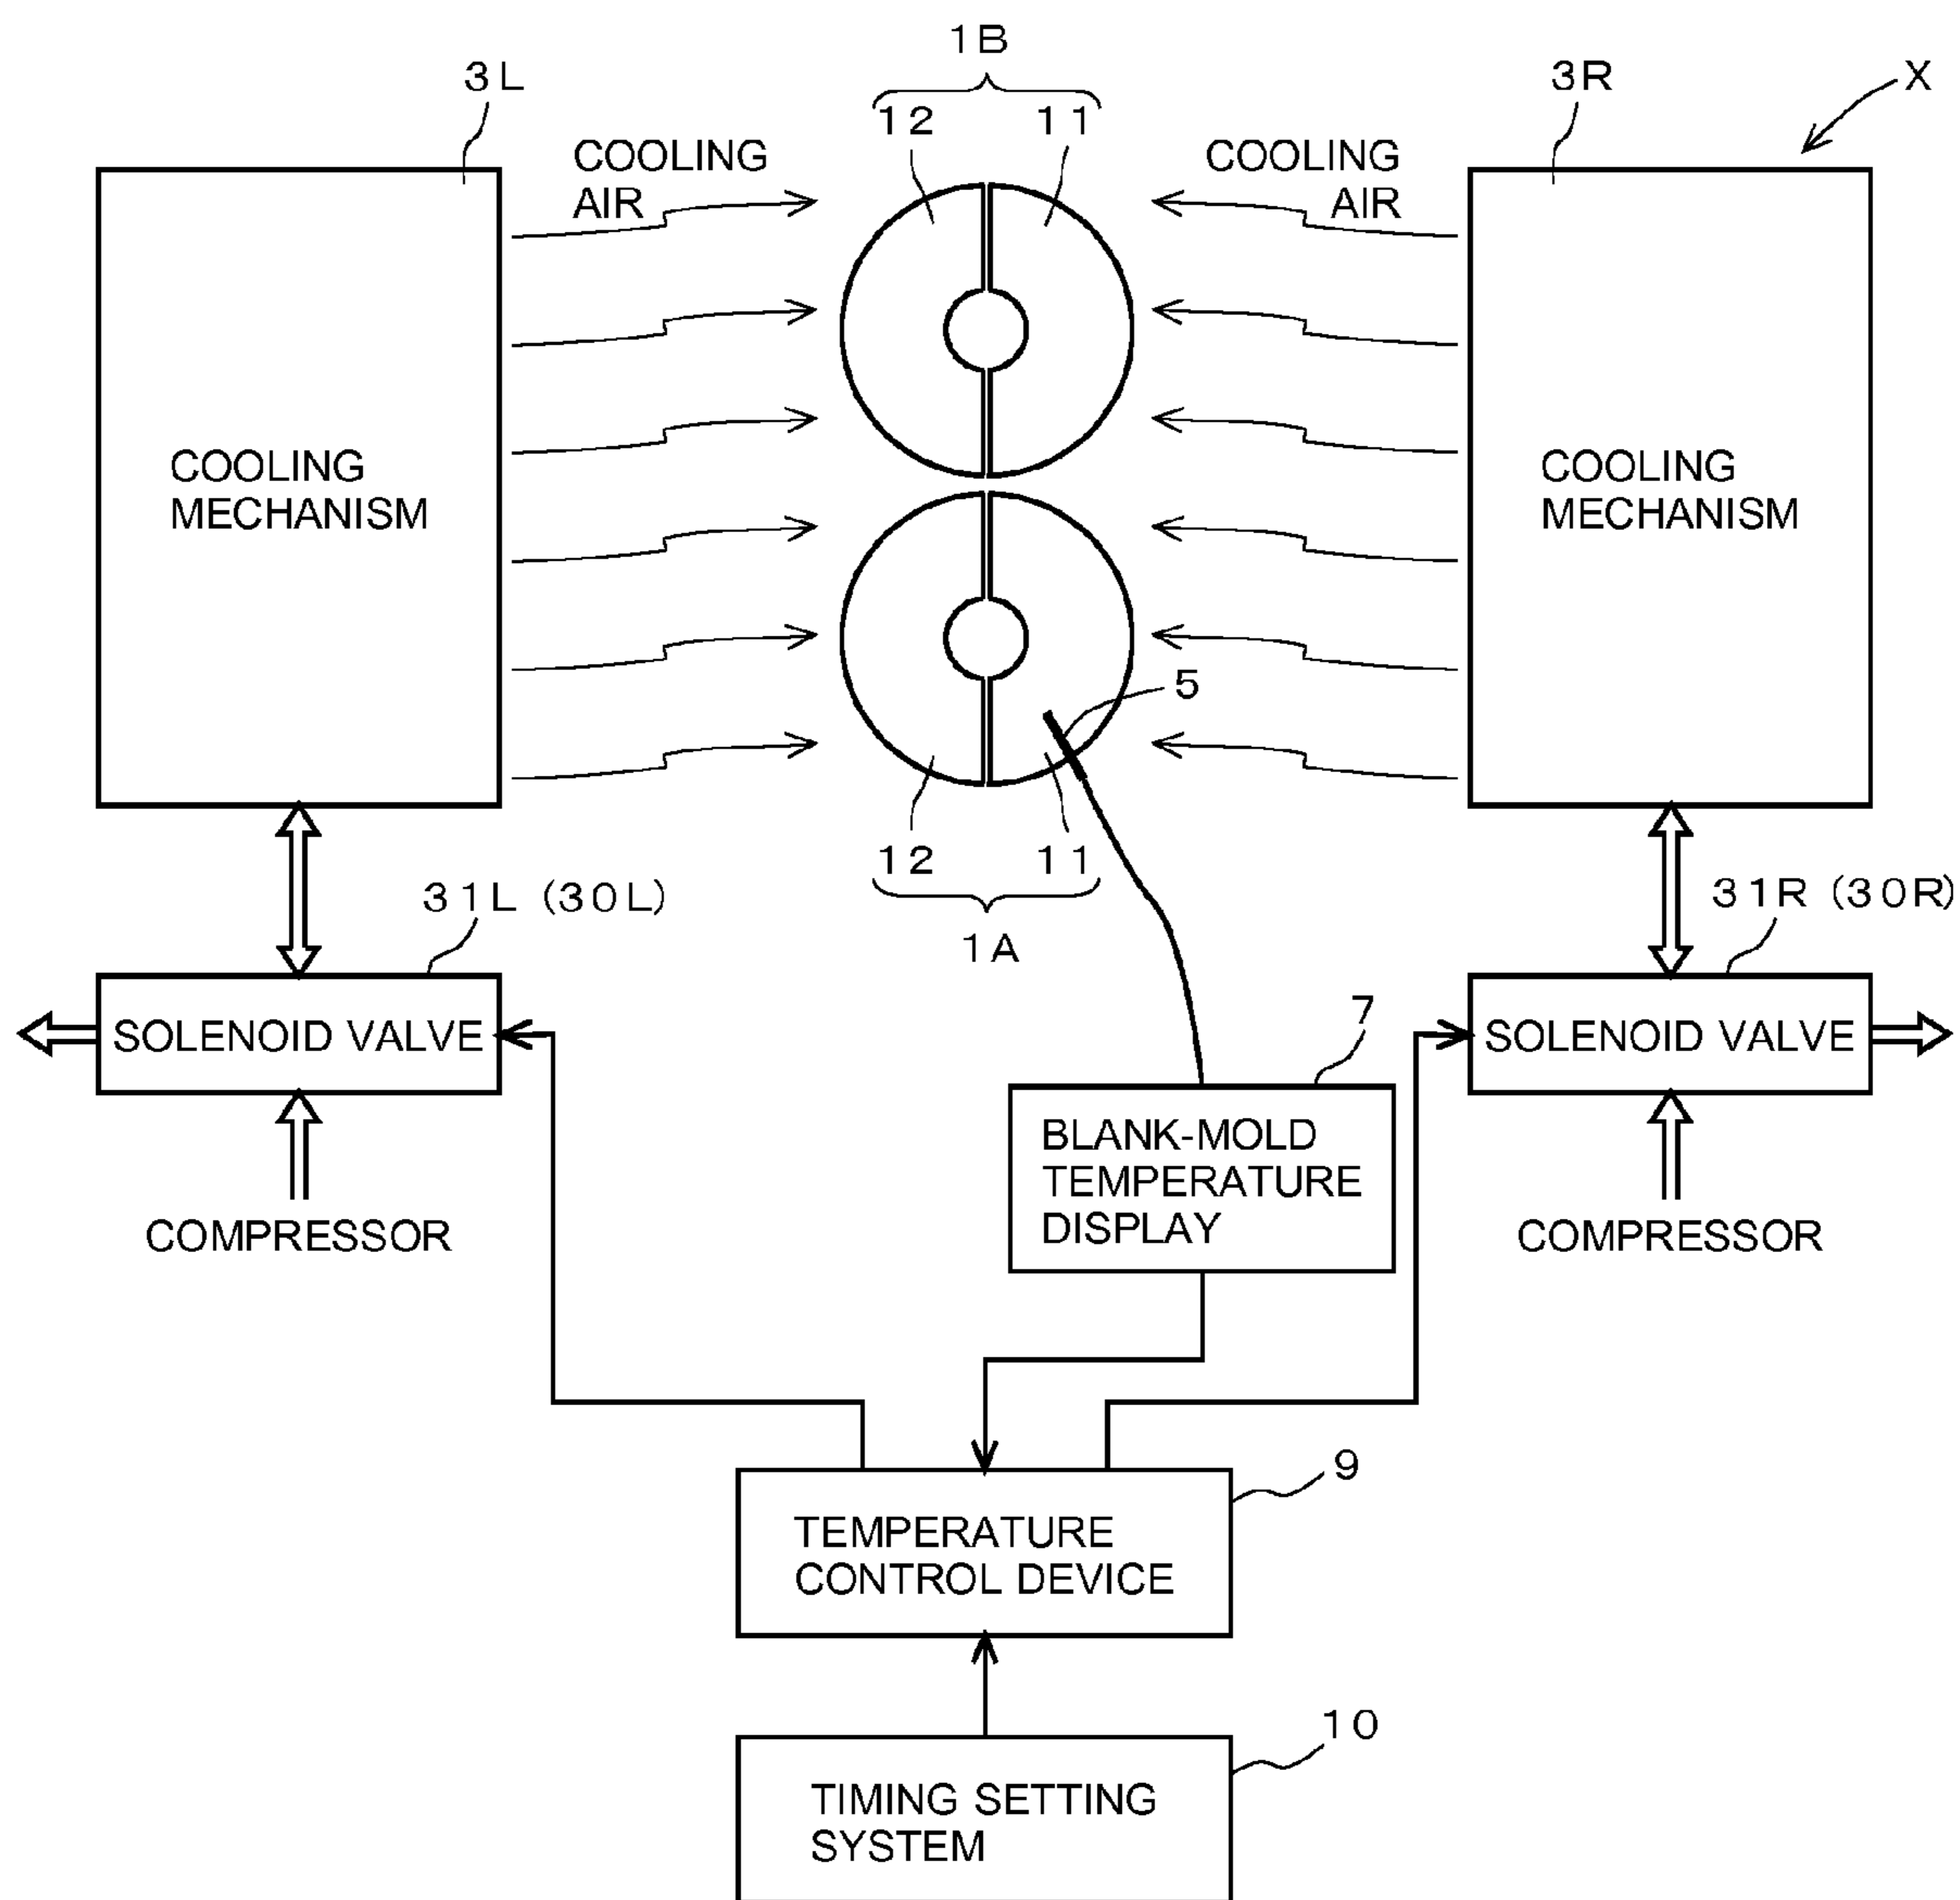 1B
3L
3R
X
12
11
COOLING
AIR
COOLING
AIR
COOLING
MECHANISM
COOLING
MECHANISM
5
12
11
1A
31L (30L)
31R (30R)
SOLENOID VALVE
SOLENOID VALVE
7
BLANK-MOLD
TEMPERATURE
DISPLAY
COMPRESSOR
COMPRESSOR
9
TEMPERATURE
CONTROL DEVICE
10
TIMING SETTING
SYSTEM